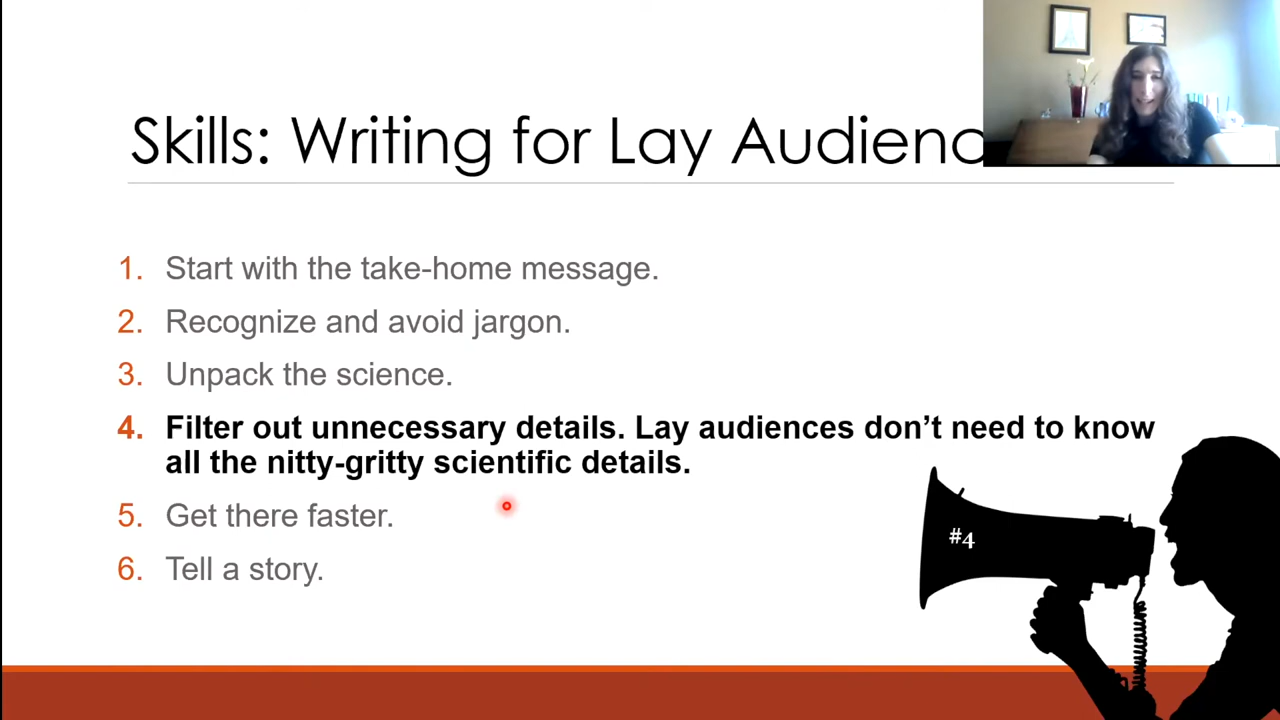 Skills: Writing for Lay Audienc
1. Start with the take-home message.
2. Recognize and avoid jargon.
3. Unpack the science.
4. Filter out unnecessary details. Lay audiences don’t need to know
all the nitty-gritty scientific details.
5. Get there faster.
#4
6. Tell a story.